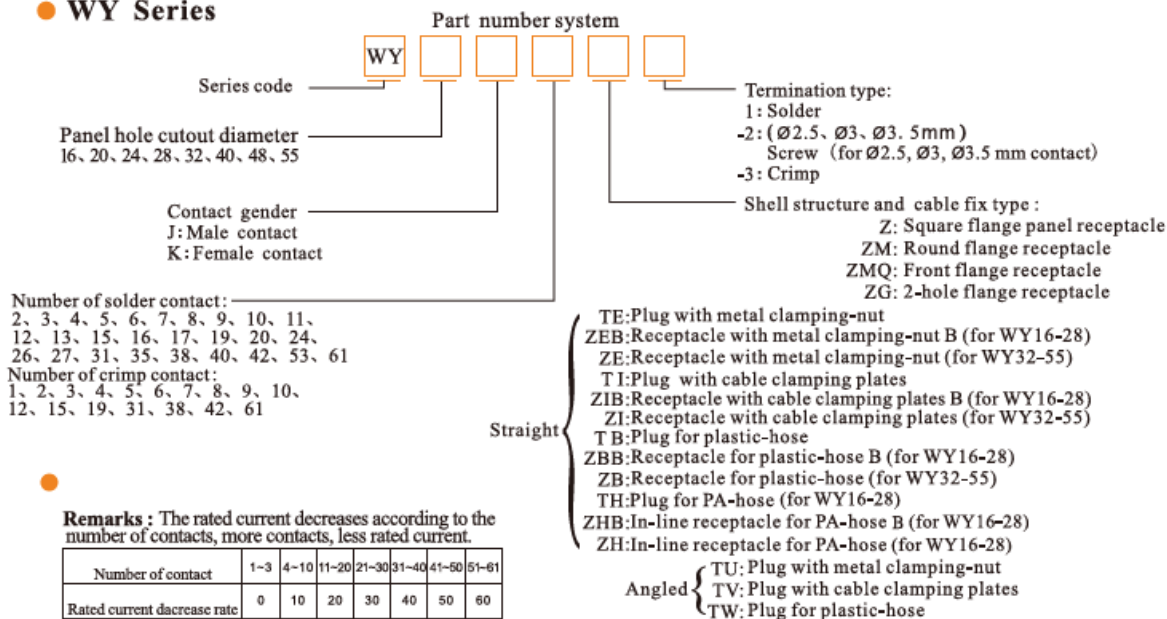 WY Series
Part number system
WY
Series code
Panel hole cutout diameter
16、20、24、28、32、40、48、55
Contact gender
J:Male contact
K:Female contact
Number of solder contact:
2、3、4、5、6、7、8、9、10、11、
12、13、15、16、17、19、20、24、
26、27、31、35、38、40、42、53、61
Number of crimp contact:
1、2、3、4、5、6、7、8、9、10、
12、15、19、31、38、42、61
Termination type:
1:Solder
-2:(Ø2.5、Ø3、Ø3. 5mm)
Screw (for Ø2.5, Ø3, Ø3.5 mm contact)
-3:Crimp
Shell structure and cable fix type :
Z: Square flange panel receptacle
ZM: Round flange receptacle
ZMQ: Front flange receptacle
ZG: 2-hole flange receptacle
Straight
TE:Plug with metal clamping-nut
ZEB:Receptacle with metal clamping-nut B (for WY16-28)
ZE:Receptacle with metal clamping-nut (for WY32-55)
TI:Plug with cable clamping plates
ZIB:Receptacle with cable clamping plates B (for WY16-28)
ZI:Receptacle with cable clamping plates (for WY32-55)
TB:Plug for plastic-hose
ZBB:Receptacle for plastic-hose B (for WY16-28)
ZB:Receptacle for plastic-hose (for WY32-55)
TH:Plug for PA-hose (for WY16-28)
ZHB:In-line receptacle for PA-hose B (for WY16-28)
ZH:In-line receptacle for PA-hose (for WY16-28)
Angled
TU: Plug with metal clamping-nut
TV: Plug with cable clamping plates
TW: Plug for plastic-hose
Remarks : The rated current decreases according to the
number of contacts, more contacts, less rated current.
Number of contact 1~3 4~10 11~20 21~30 31~40 41~50 51~61
Rated current dacrease rate 0 10 20 30 40 50 60